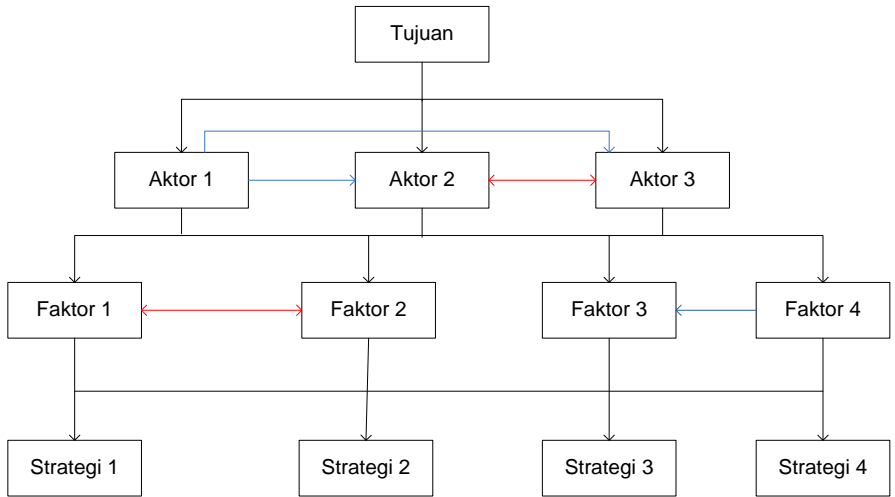 Tujuan
Aktor 1
Aktor 2
Aktor 3
Faktor 1
Faktor 2
Faktor 3
Faktor 4
Strategi 1
Strategi 2
Strategi 3
Strategi 4